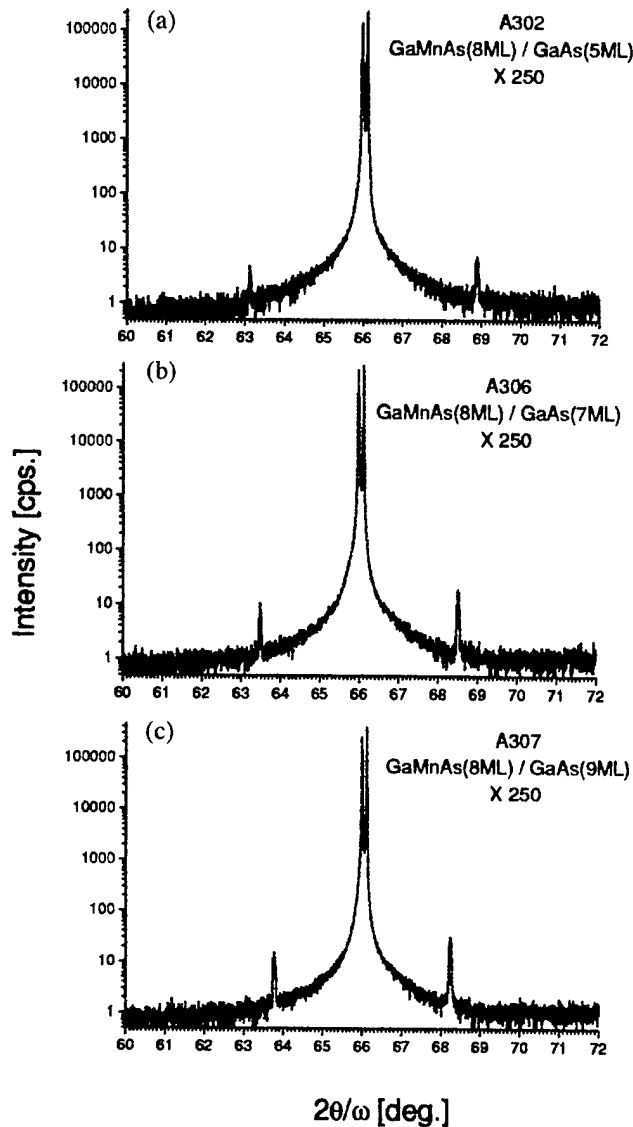 (a)
A302
GaMnAs(8ML) / GaAs(5ML)
X 250
100000
10000
1000
100
10
1
60 61 62 63 64 65 66 67 68 69 70 71 72
(b)
A306
GaMnAs(8ML) / GaAs(7ML)
X 250
100000
10000
1000
100
10
1
60 61 62 63 64 65 66 67 68 69 70 71 72
(c)
A307
GaMnAs(8ML) / GaAs(9ML)
X 250
100000
10000
1000
100
10
1
60 61 62 63 64 65 66 67 68 69 70 71 72
Intensity [cps.]
2θ/ω [deg.]